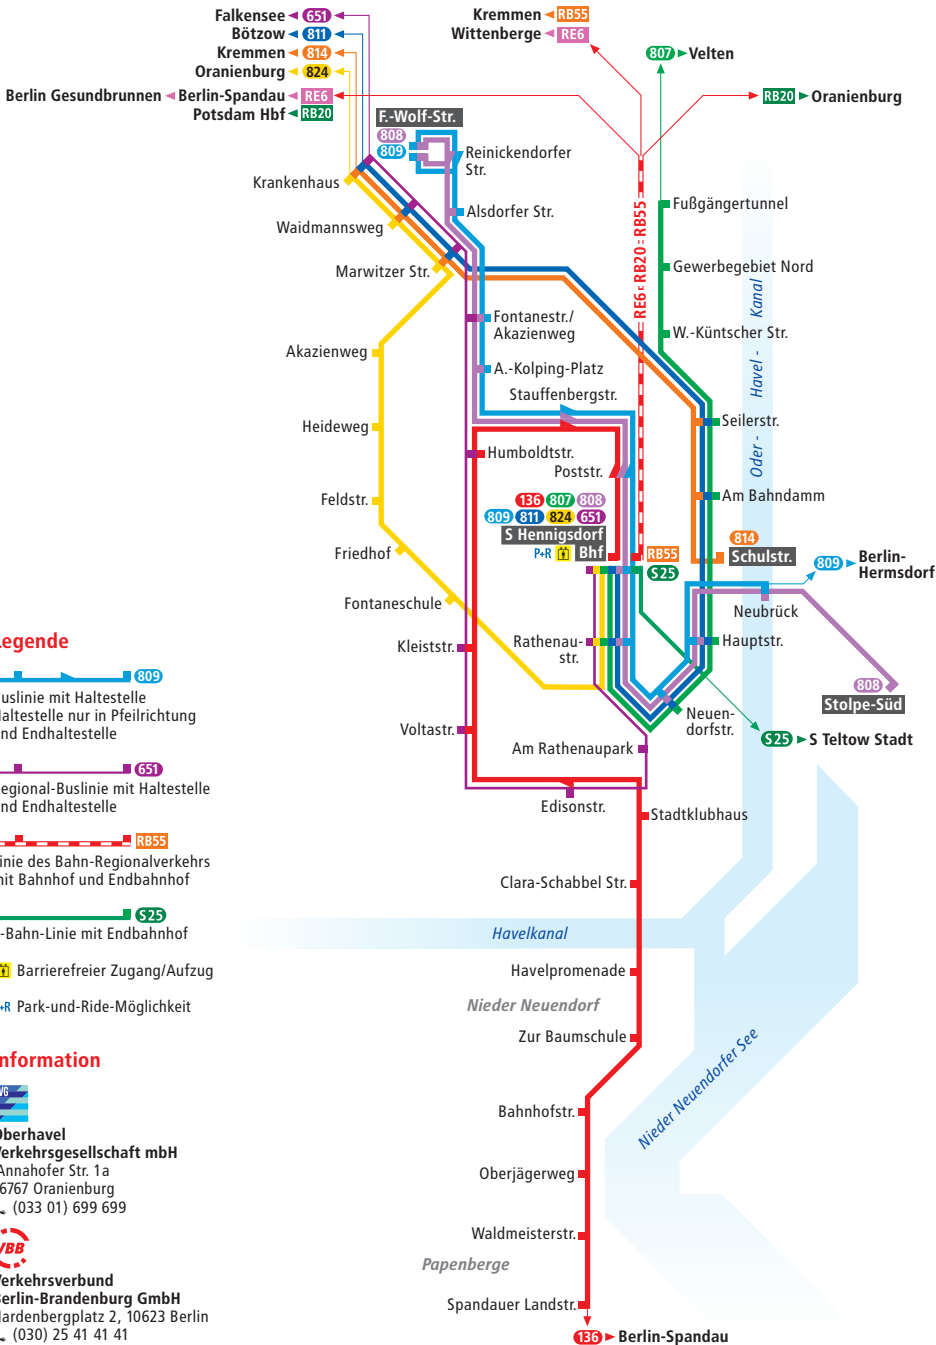 Falkensee 651
Bötzow 811
Kremmen 814
Oranienburg 824
Berlin Gesundbrunnen Berlin-Spandau RE6
Potsdam Hbf RB20
Kremmen RB55
Wittenberge RE6
807 Velten
RB20 Oranienburg
F.-Wolf-Str.
808
809
Reinickendorfer
Str.
Krankenhaus
Alsdorfer Str.
Waidmannsweg
Marwitzer Str.
Fußgängertunnel
Gewerbegebiet Nord
RE6 RB20 RB55
W.-Küntscher Str.
Oder - Havel - Kanal
Fontanestr./
Akazienweg
Akazienweg
A.-Kolping-Platz
Stauffenbergstr.
Heideweg
Seilerstr.
Humboldtstr.
Poststr.
Feldstr.
Am Bahndamm
136 807 808
809 811 824 651
S Hennigsdorf
P+R Bhf
RB55
S25
814
Schulstr.
809 Berlin-
Hermsdorf
Friedhof
Fontaneschule
Neubrück
Kleiststr.
Rathenau-
str.
Hauptstr.
808
Stolpe-Süd
Voltastr.
Neuen-
dorfstr.
Am Rathenaupark
S25 S Teltow Stadt
Edisonstr.
Stadtklubhaus
Clara-Schabbel Str.
Havelkanal
Havelpromenade
Nieder Neuendorf
Zur Baumschule
Nieder Neuendorfer See
Bahnhofstr.
Oberjägerweg
Waldmeisterstr.
Papenberge
Spandauer Landstr.
136 Berlin-Spandau
egende
809
uslinie mit Haltestelle
altestelle nur in Pfeilrichtung
nd Endhaltestelle
651
egional-Buslinie mit Haltestelle
nd Endhaltestelle
RB55
inie des Bahn-Regionalverkehrs
it Bahnhof und Endbahnhof
S25
-Bahn-Linie mit Endbahnhof
Barrierefreier Zugang/Aufzug
+R Park-und-Ride-Möglichkeit
nformation
VG
Oberhavel
Verkehrsgesellschaft mbH
Annahofer Str. 1a
6767 Oranienburg
(033 01) 699 699
VBB
Verkehrsverbund
Berlin-Brandenburg GmbH
Hardenbergplatz 2, 10623 Berlin
(030) 25 41 41 41